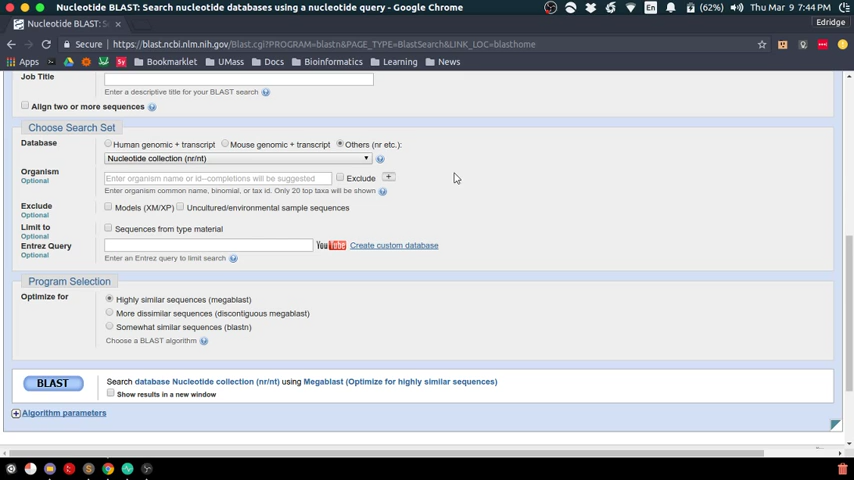 Nucleotide BLAST: Search nucleotide databases using a nucleotide query - Google Chrome
En (62%) Thu Mar 9 7:44 PM
Nucleotide BLAST: Se
Edridge
Secure https://blast.ncbi.nlm.nih.gov/Blast.cgi?PROGRAM=blastn&PAGE_TYPE=BlastSearch&LINK_LOC=blasthome
Apps Sy Bookmarklet UMass Docs Bioinformatics Learning News
Job Title
Enter a descriptive title for your BLAST search
Align two or more sequences
Choose Search Set
Database Human genomic + transcript Mouse genomic + transcript Others (nr etc.):
Nucleotide collection (nr/nt)
Organism
Optional
Enter organism name or id--completions will be suggested Exclude +
Enter organism common name, binomial, or tax id. Only 20 top taxa will be shown
Exclude Models (XM/XP) Uncultured/environmental sample sequences
Optional
Limit to Sequences from type material
Optional
Entrez Query YouTube Create custom database
Optional
Enter an Entrez query to limit search
Program Selection
Optimize for Highly similar sequences (megablast)
More dissimilar sequences (discontiguous megablast)
Somewhat similar sequences (blastn)
Choose a BLAST algorithm
BLAST Search database Nucleotide collection (nr/nt) using Megablast (Optimize for highly similar sequences)
Show results in a new window
Algorithm parameters